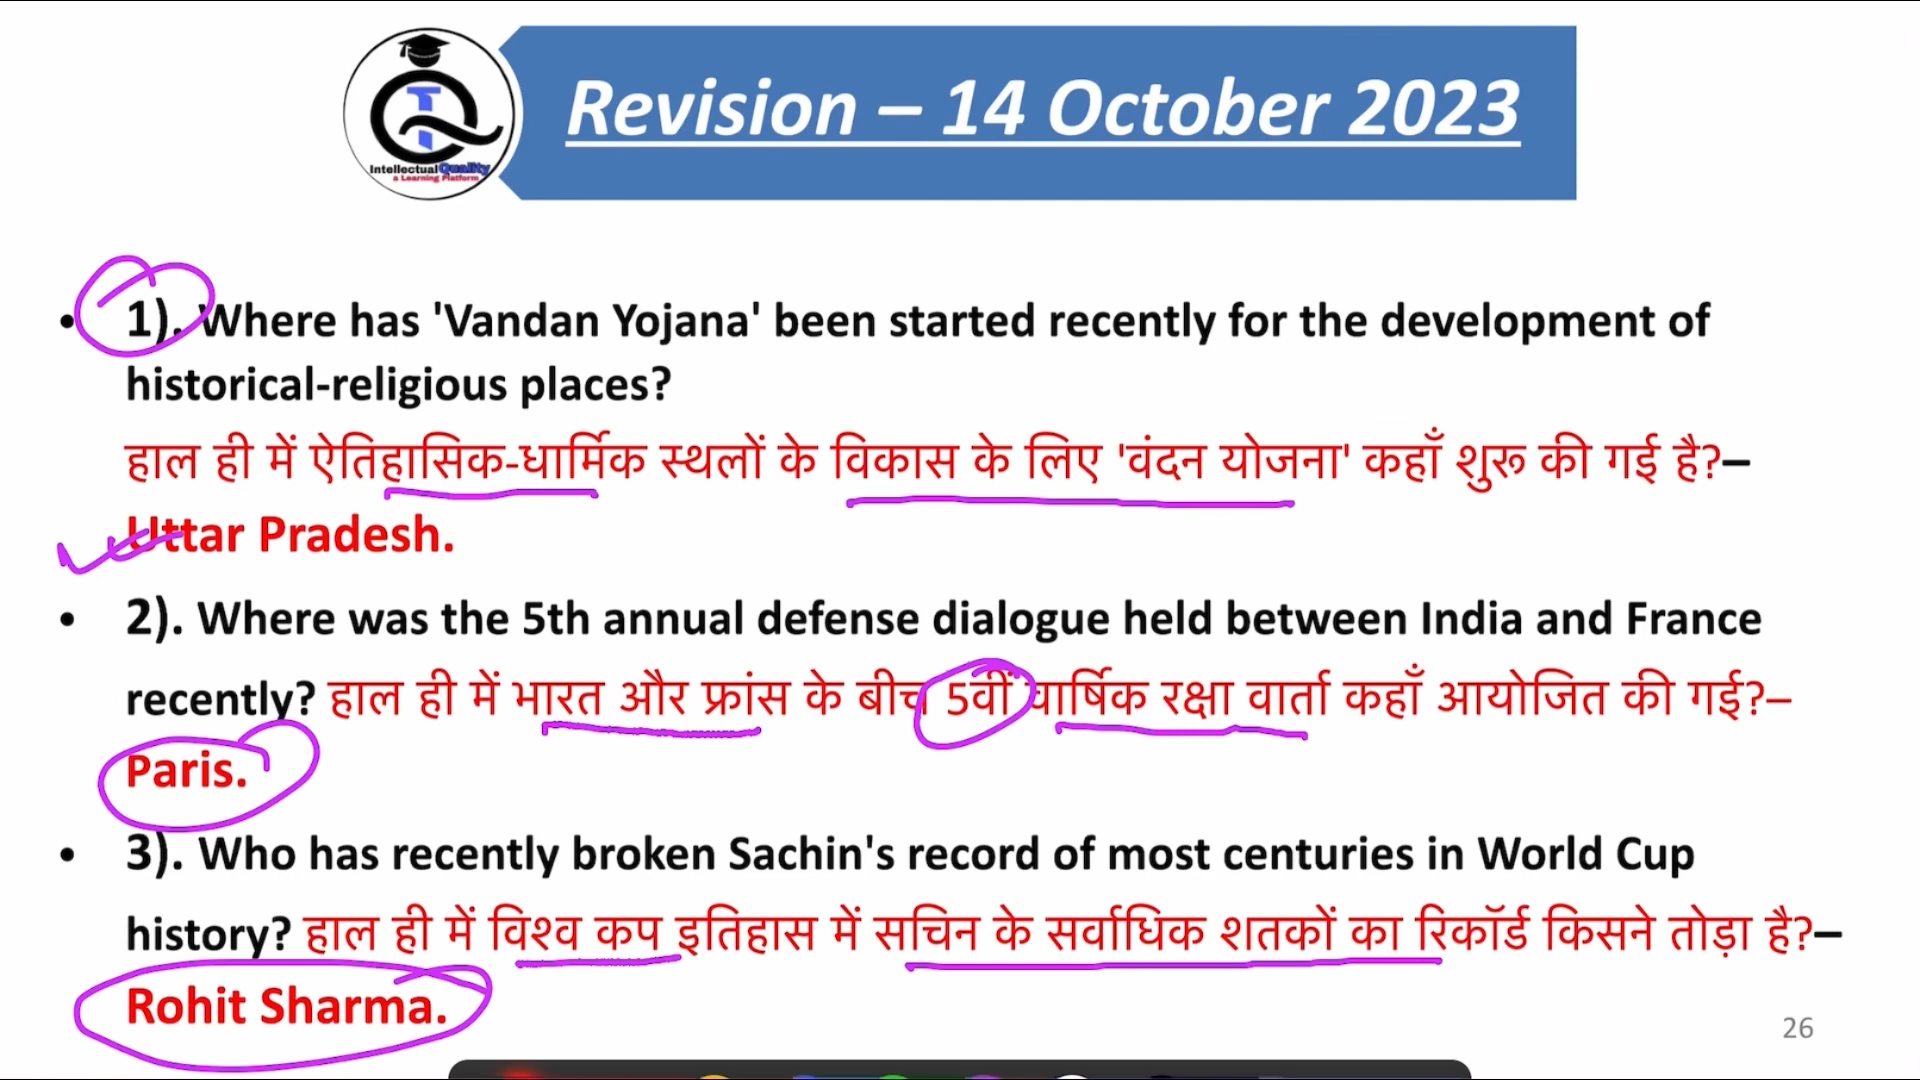 IntellectualQuality
a Learning Platform
Revision – 14 October 2023
• 1). Where has 'Vandan Yojana' been started recently for the development of
historical-religious places?
हाल ही में ऐतिहासिक-धार्मिक स्थलों के विकास के लिए 'वंदन योजना' कहाँ शुरू की गई है?–
Uttar Pradesh.
• 2). Where was the 5th annual defense dialogue held between India and France
recently? हाल ही में भारत और फ्रांस के बीच 5वीं वार्षिक रक्षा वार्ता कहाँ आयोजित की गई?–
Paris.
• 3). Who has recently broken Sachin's record of most centuries in World Cup
history? हाल ही में विश्व कप इतिहास में सचिन के सर्वाधिक शतकों का रिकॉर्ड किसने तोड़ा है?–
Rohit Sharma.
26